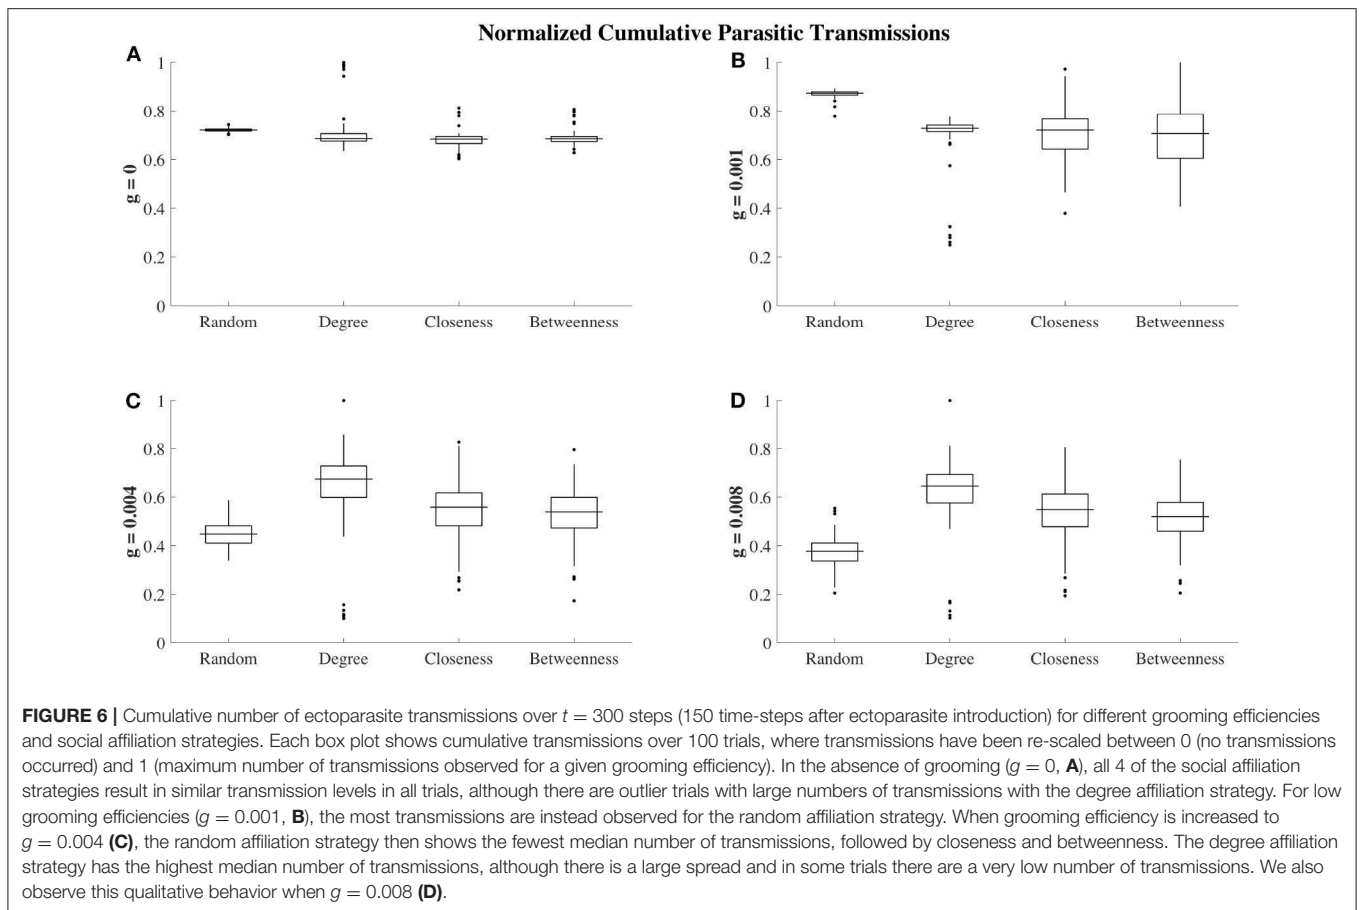 Normalized Cumulative Parasitic Transmissions
A
1
0.8
0.6
0.4
0.2
0
g = 0
Random Degree Closeness Betweenness
B
1
0.8
0.6
0.4
0.2
0
g = 0.001
Random Degree Closeness Betweenness
C
1
0.8
0.6
0.4
0.2
0
g = 0.004
Random Degree Closeness Betweenness
D
1
0.8
0.6
0.4
0.2
0
g = 0.008
Random Degree Closeness Betweenness
FIGURE 6 | Cumulative number of ectoparasite transmissions over t = 300 steps (150 time-steps after ectoparasite introduction) for different grooming efficiencies
and social affiliation strategies. Each box plot shows cumulative transmissions over 100 trials, where transmissions have been re-scaled between 0 (no transmissions
occurred) and 1 (maximum number of transmissions observed for a given grooming efficiency). In the absence of grooming (g = 0, A), all 4 of the social affiliation
strategies result in similar transmission levels in all trials, although there are outlier trials with large numbers of transmissions with the degree affiliation strategy. For low
grooming efficiencies (g = 0.001, B), the most transmissions are instead observed for the random affiliation strategy. When grooming efficiency is increased to
g = 0.004 (C), the random affiliation strategy then shows the fewest median number of transmissions, followed by closeness and betweenness. The degree affiliation
strategy has the highest median number of transmissions, although there is a large spread and in some trials there are a very low number of transmissions. We also
observe this qualitative behavior when g = 0.008 (D).